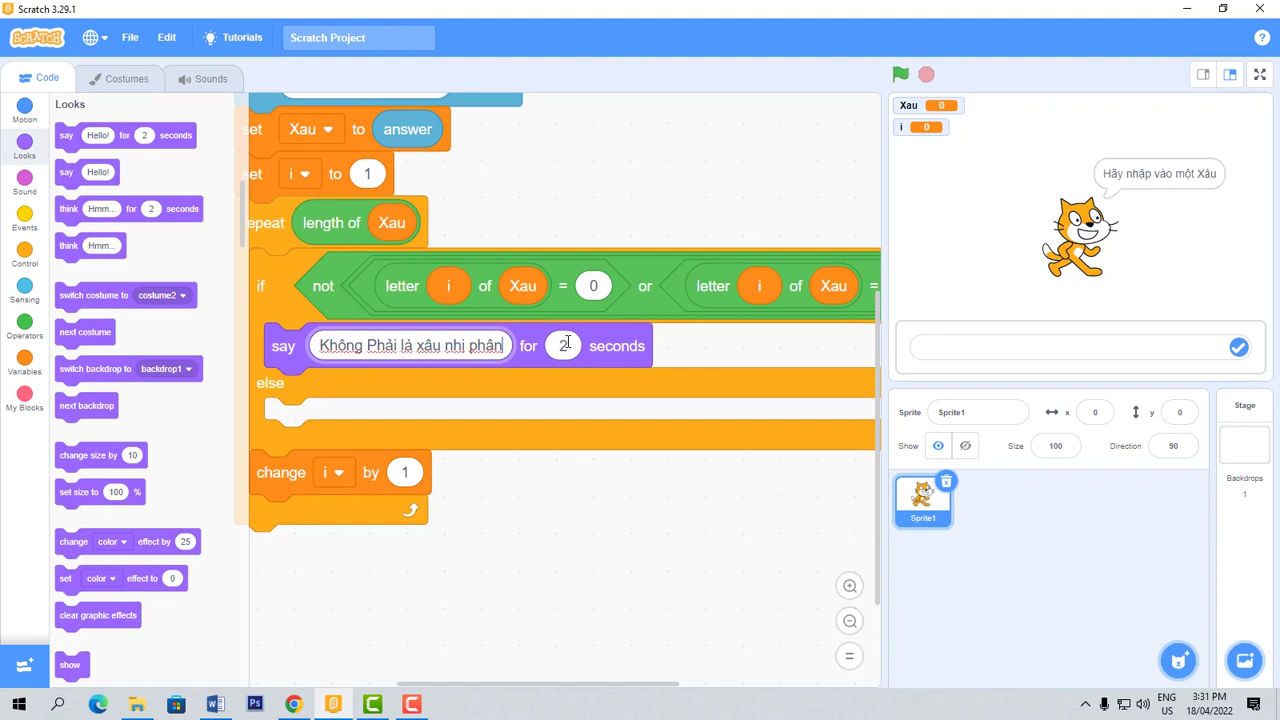 Scratch 3.29.1
SCRATCH File Edit Tutorials Scratch Project ?
Code Costumes Sounds
Motion
Looks
Sound
Events
Control
Sensing
Operators
Variables
My Blocks
Looks
say Hello! for 2 seconds
say Hello!
think Hmm... for 2 seconds
think Hmm...
switch costume to costume2
next costume
switch backdrop to backdrop1
next backdrop
change size by 10
set size to 100 %
change color effect by 25
set color effect to 0
clear graphic effects
show
set Xau to answer
set i to 1
epeat length of Xau
if not letter i of Xau = 0 or letter i of Xau =
say Không Phải là xâu nhị phân for 2 seconds
else
change i by 1
Xau 0
i 0
Hãy nhập vào một Xâu
Sprite Sprite1 x 0 y 0
Show Size 100 Direction 90
Sprite1
Stage
Backdrops
1
ENG
US
3:31 PM
18/04/2022